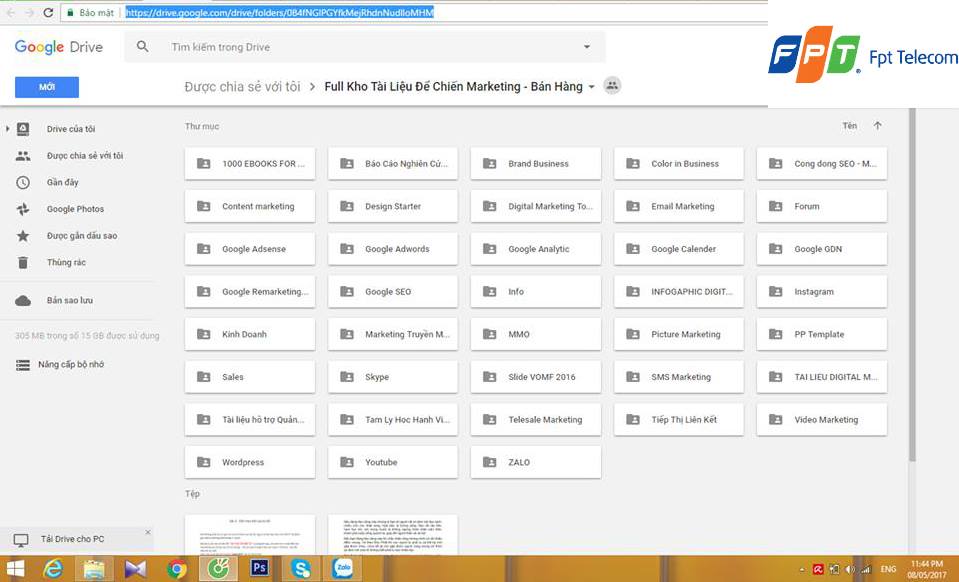 Bảo mật
https://drive.google.com/drive/folders/0B4fNGlPGYfkMejRhdnNudlloMHM
Google Drive
Tìm kiếm trong Drive
FPT
Fpt Telecom
MỚI
Được chia sẻ với tôi > Full Kho Tài Liệu Để Chiến Marketing - Bán Hàng
Drive của tôi
Được chia sẻ với tôi
Gần đây
Google Photos
Được gắn dấu sao
Thùng rác
Bản sao lưu
305 MB trong số 15 GB được sử dụng
Nâng cấp bộ nhớ
Thư mục
Tên
1000 EBOOKS FOR ...
Báo Cáo Nghiên Cứ...
Brand Business
Color in Business
Cong dong SEO - M...
Content marketing
Design Starter
Digital Marketing To...
Email Marketing
Forum
Google Adsense
Google Adwords
Google Analytic
Google Calender
Google GDN
Google Remarketing...
Google SEO
Info
INFOGAPHIC DIGIT...
Instagram
Kinh Doanh
Marketing Truyền M...
MMO
Picture Marketing
PP Template
Sales
Skype
Slide VOMF 2016
SMS Marketing
TAI LIEU DIGITAL M...
Tài liệu hỗ trợ Quản...
Tam Ly Hoc Hanh Vi...
Telesale Marketing
Tiếp Thị Liên Kết
Video Marketing
Wordpress
Youtube
ZALO
Tệp
Tải Drive cho PC
Ps
Zalo
ENG
11:44 PM
08/05/2017